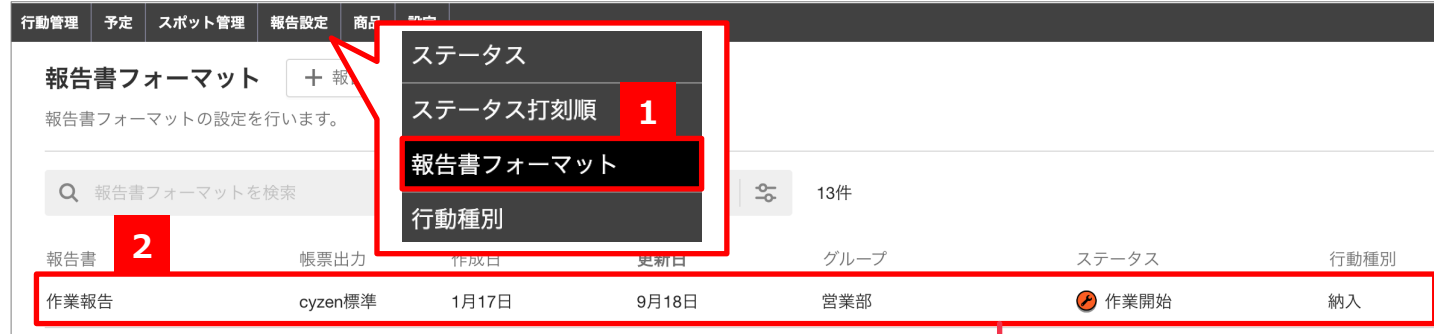 行動管理 予定 スポット管理 報告設定 商品 設定
報告書フォーマット ＋ 報
報告書フォーマットの設定を行います。
ステータス
ステータス打刻順
1
報告書フォーマット
行動種別
報告書フォーマットを検索
13件
2
報告書 帳票出力 作成日 更新日 グループ ステータス 行動種別
作業報告 cyzen標準 1月17日 9月18日 営業部 作業開始 納入